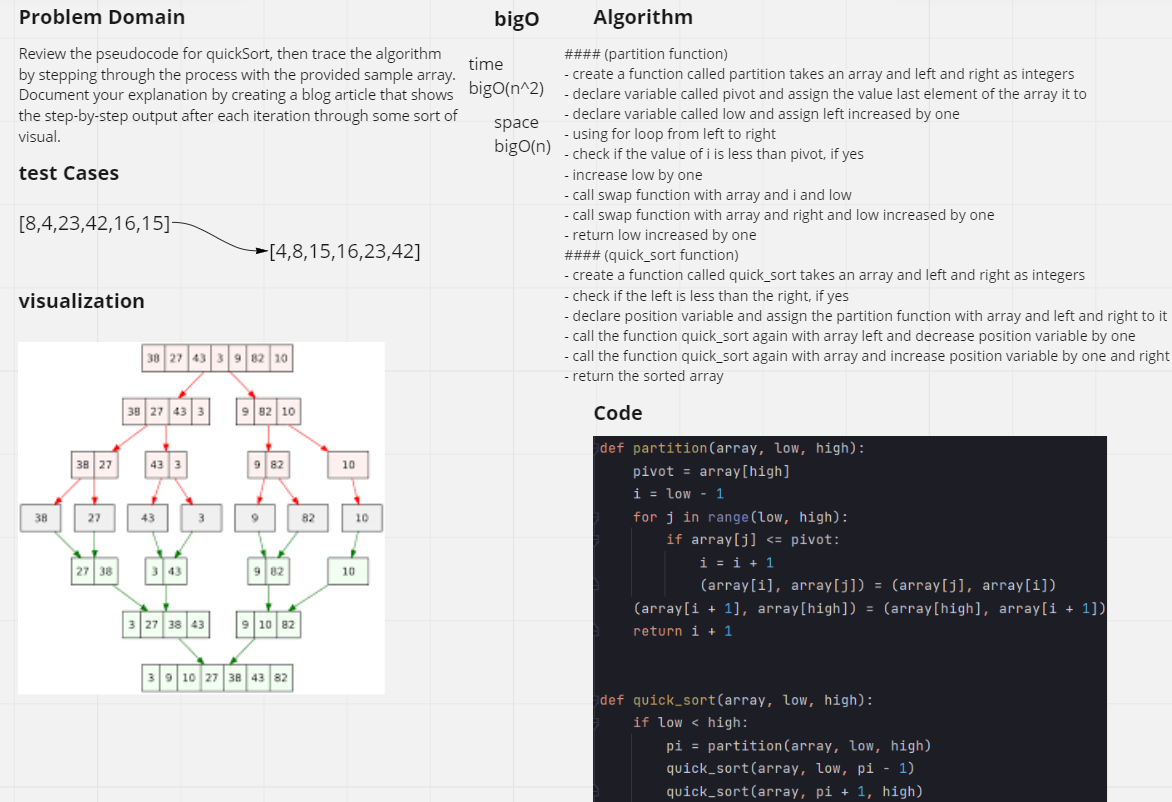 Problem Domain
Review the pseudocode for quickSort, then trace the algorithm
by stepping through the process with the provided sample array.
Document your explanation by creating a blog article that shows
the step-by-step output after each iteration through some sort of
visual.
test Cases
[8,4,23,42,16,15]
[4,8,15,16,23,42]
visualization
38 27 43 3 9 82 10
38 27 43 3 9 82 10
38 27 43 3 9 82 10
38 27 43 3 9 82 10
27 38 3 43 9 82 10
3 27 38 43 9 10 82
3 9 10 27 38 43 82
bigO
time
bigO(n^2)
space
bigO(n)
Algorithm
#### (partition function)
- create a function called partition takes an array and left and right as integers
- declare variable called pivot and assign the value last element of the array it to
- declare variable called low and assign left increased by one
- using for loop from left to right
- check if the value of i is less than pivot, if yes
- increase low by one
- call swap function with array and i and low
- call swap function with array and right and low increased by one
- return low increased by one
#### (quick_sort function)
- create a function called quick_sort takes an array and left and right as integers
- check if the left is less than the right, if yes
- declare position variable and assign the partition function with array and left and right to it
- call the function quick_sort again with array left and decrease position variable by one
- call the function quick_sort again with array and increase position variable by one and right
- return the sorted array
Code
def partition(array, low, high):
pivot = array[high]
i = low - 1
for j in range(low, high):
if array[j] <= pivot:
i = i + 1
(array[i], array[j]) = (array[j], array[i])
(array[i + 1], array[high]) = (array[high], array[i + 1])
return i + 1
def quick_sort(array, low, high):
if low < high:
pi = partition(array, low, high)
quick_sort(array, low, pi - 1)
quick_sort(array, pi + 1, high)